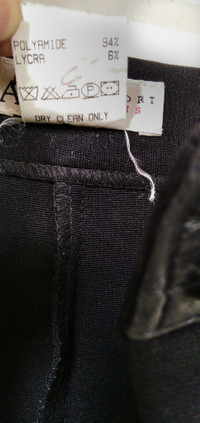 POLYAMIDE 94%
LYCRA 6%
DRY CLEAN ONLY